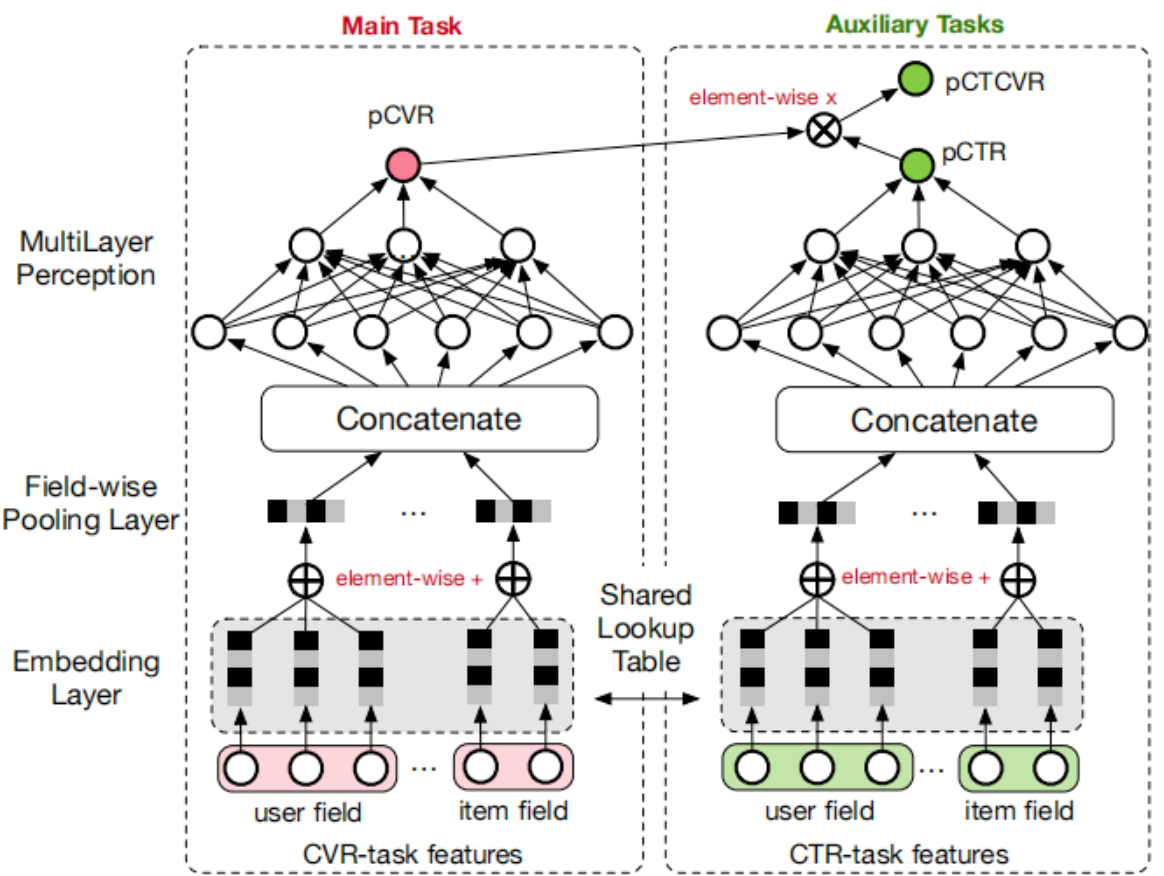 Main Task
Auxiliary Tasks
pCTCVR
element-wise x
pCVR
pCTR
MultiLayer
Perception
...
Concatenate
Concatenate
Field-wise
Pooling Layer
...
...
element-wise +
element-wise +
Shared
Lookup
Table
Embedding
Layer
...
...
user field
item field
user field
item field
CVR-task features
CTR-task features